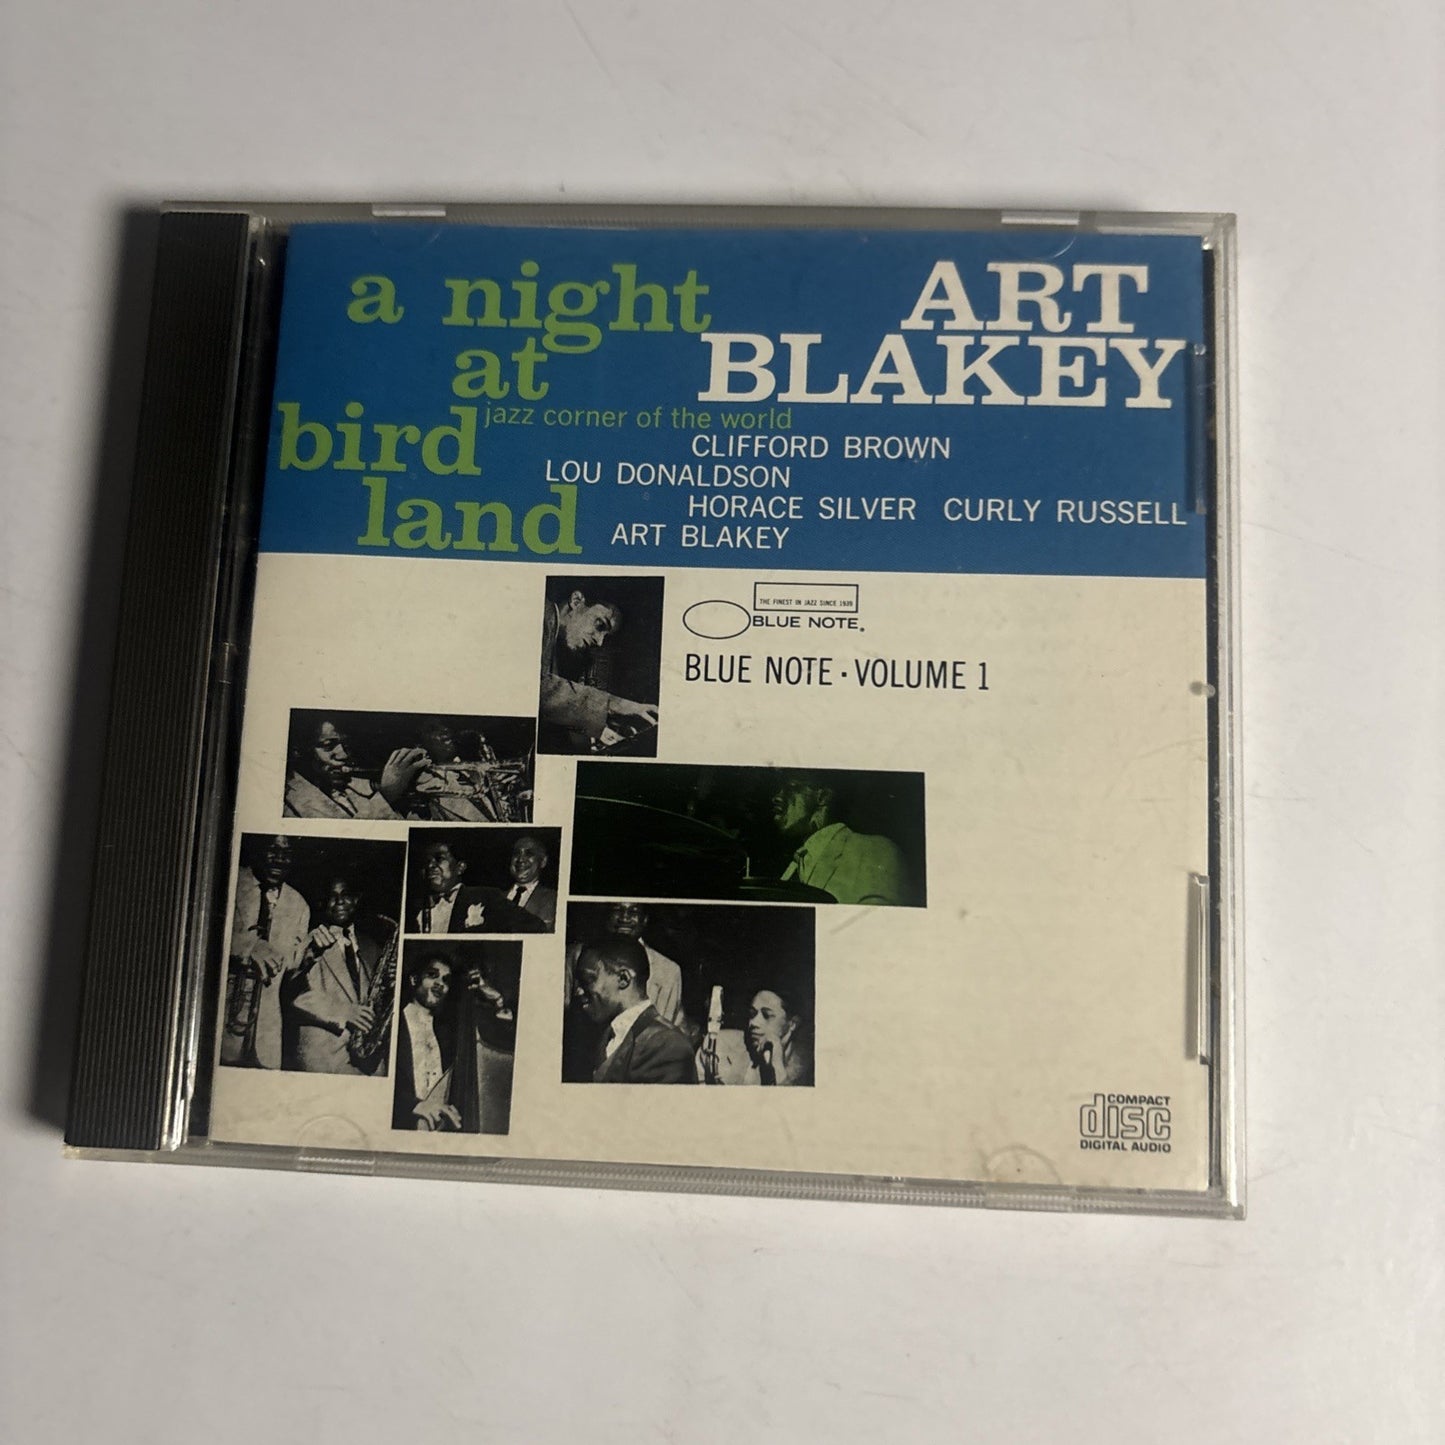 a night
at
bird
land
ART
BLAKEY
jazz corner of the world
CLIFFORD BROWN
LOU DONALDSON
HORACE SILVER CURLY RUSSELL
ART BLAKEY
THE FINEST IN JAZZ SINCE 1939
BLUE NOTE®
BLUE NOTE · VOLUME 1
COMPACT
disc
DIGITAL AUDIO